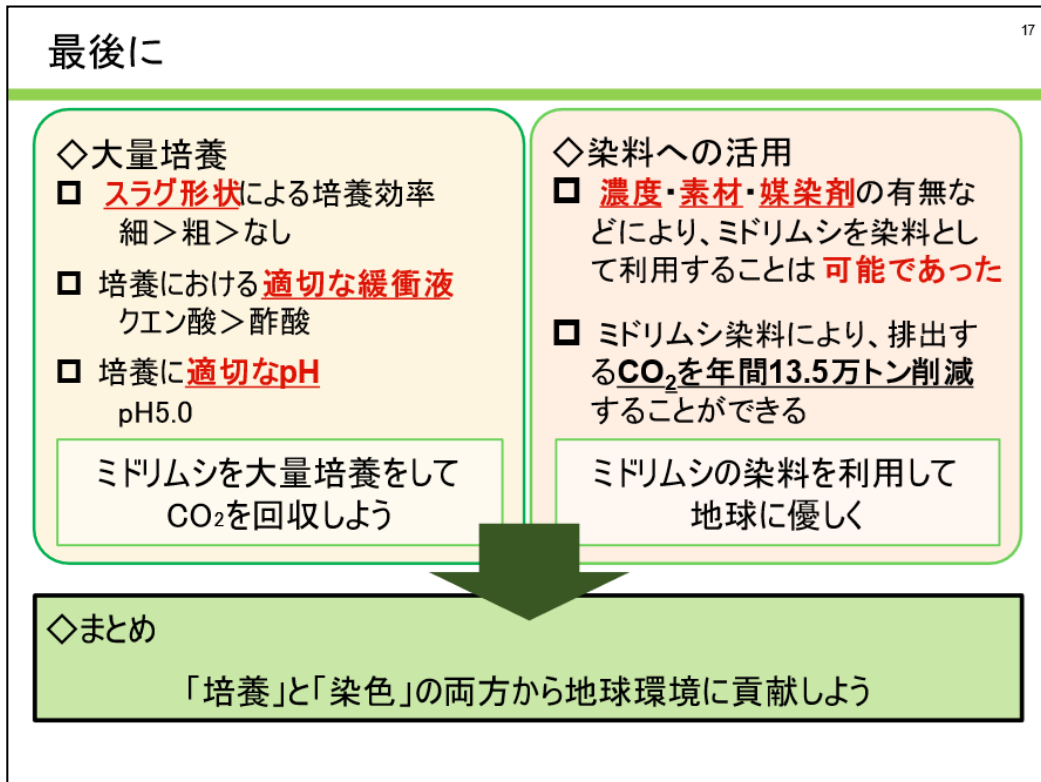 17
最後に
◇大量培養
□ スラグ形状による培養効率
細＞粗＞なし
□ 培養における適切な緩衝液
クエン酸＞酢酸
□ 培養に適切なpH
pH5.0
ミドリムシを大量培養をして
CO₂を回収しよう
◇染料への活用
□ 濃度・素材・媒染剤の有無な
どにより、ミドリムシを染料とし
て利用することは 可能であった
□ ミドリムシ染料により、排出す
るCO₂を年間13.5万トン削減
することができる
ミドリムシの染料を利用して
地球に優しく
◇まとめ
「培養」と「染色」の両方から地球環境に貢献しよう